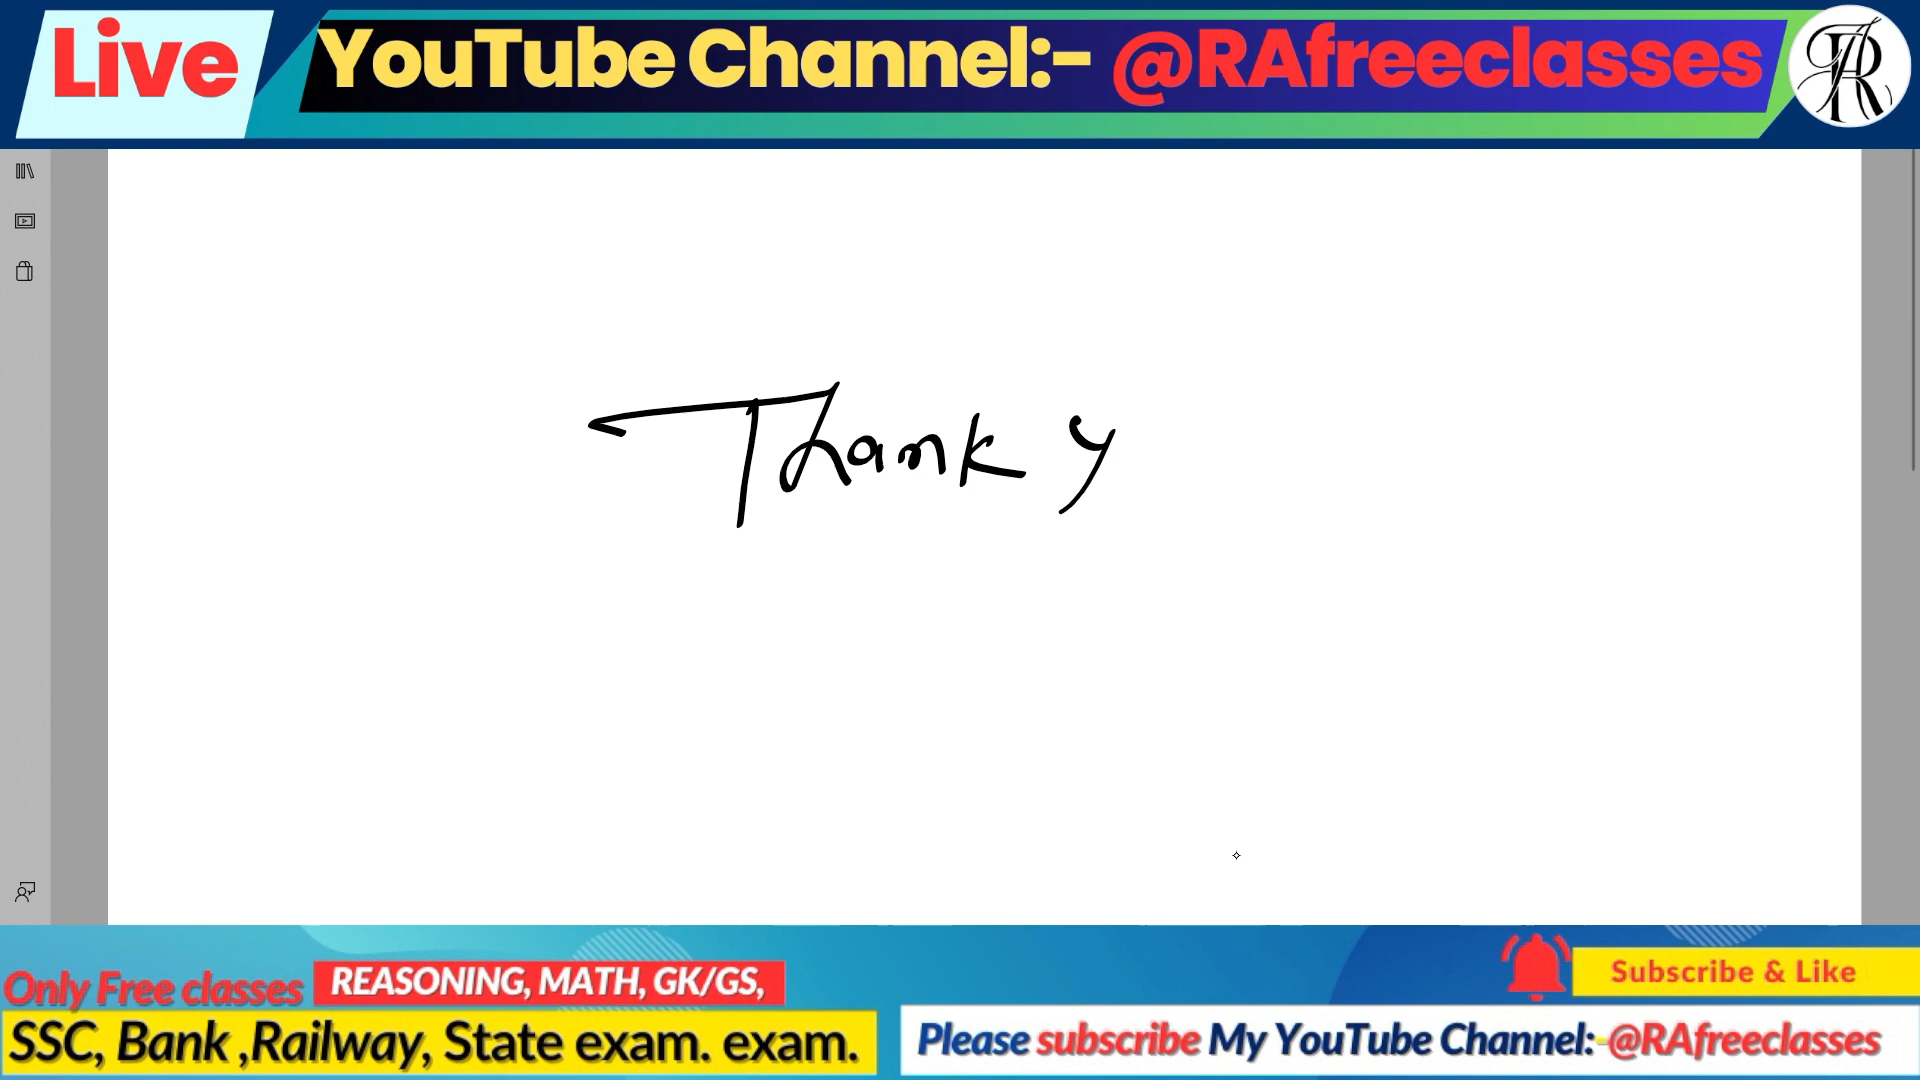 Live
YouTube Channel:- @RAfreeclasses
Thank y
Only Free classes REASONING, MATH, GK/GS,
Subscribe & Like
SSC, Bank ,Railway, State exam. exam.
Please subscribe My YouTube Channel:-@RAfreeclasses